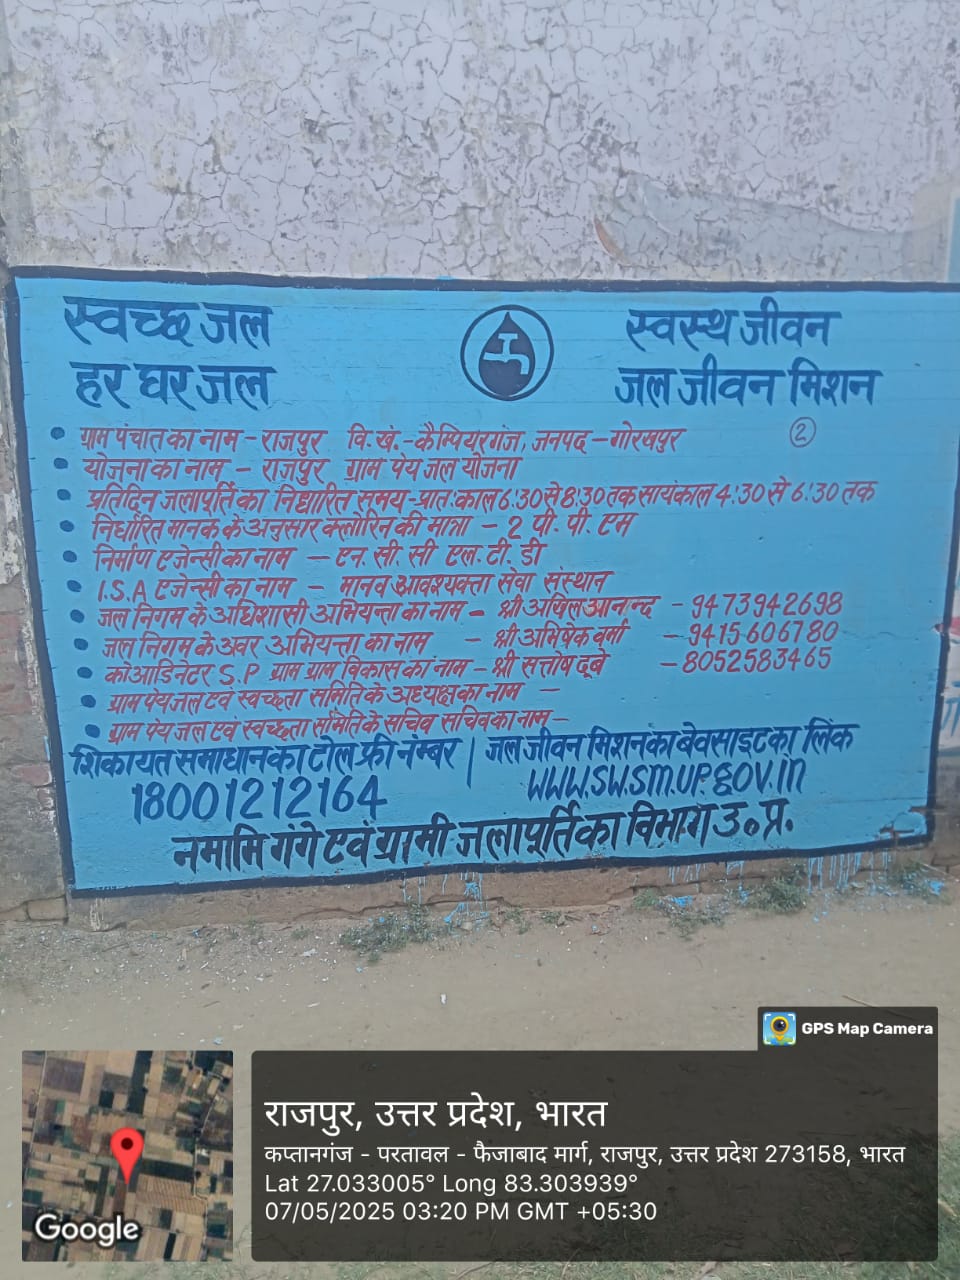 स्वच्छ जल
स्वस्थ जीवन
हर घर जल
जल जीवन मिशन
ग्राम पंचात का नाम - राजपुर वि. खं. - कैम्पियरगंज, जनपद - गोरखपुर
2
योजना का नाम - राजपुर ग्राम पेय जल योजना
प्रतिदिन जलापूर्ति का निर्धारित समय - प्रातःकाल 6:30 से 8:30 तक सायंकाल 4:30 से 6:30 तक
निर्धारित मानक के अनुसार क्लोरिन की मात्रा - 2 पी. पी. एम
निर्माण एजेन्सी का नाम - एन. सी. सी एल. टी. डी
I.S.A एजेन्सी का नाम - मानव आवश्यक्ता सेवा संस्थान
जल निगम के अधिशासी अभियन्ता का नाम - श्री अखिल आनन्द - 9473942698
जल निगम के अवर अभियन्ता का नाम - श्री अभिषेक वर्मा - 9415606780
कोआडिनेटर S.P ग्राम ग्राम विकास का नाम - श्री सन्तोष दूबे - 8052583465
ग्राम पेय जल एवं स्वच्छता समिति के अध्यक्ष का नाम -
ग्राम पेय जल एवं स्वच्छता समिति के सचिव सचिव का नाम -
शिकायत समाधान का टोल फ्री नम्बर | जल जीवन मिशन का बेवसाइट का लिंक
18001212164
WWW.SWSM.UP.GOV.in
नमामि गंगे एवं ग्रामी जलापूर्ति का विभाग उ॰ प्र.
GPS Map Camera
राजपुर, उत्तर प्रदेश, भारत
कप्तानगंज - परतावल - फैजाबाद मार्ग, राजपुर, उत्तर प्रदेश 273158, भारत
Lat 27.033005° Long 83.303939°
07/05/2025 03:20 PM GMT +05:30
Google